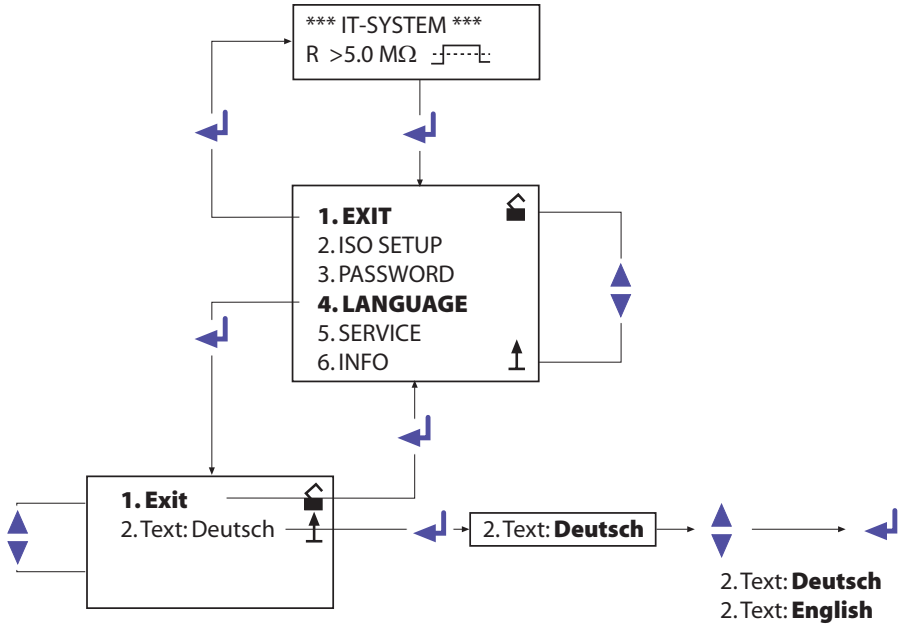 *** IT-SYSTEM ***
R >5.0 MΩ
1. EXIT
2. ISO SETUP
3. PASSWORD
4. LANGUAGE
5. SERVICE
6. INFO
1. Exit
2. Text: Deutsch
2. Text: Deutsch
2. Text: Deutsch
2. Text: English